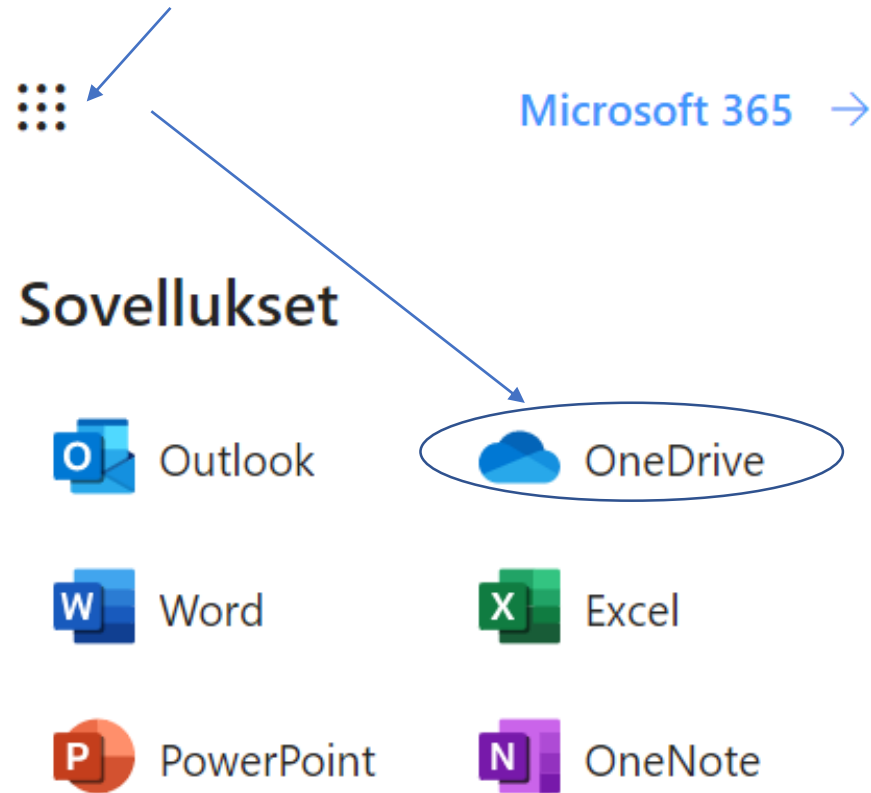 Microsoft 365 →
Sovellukset
Outlook OneDrive
Word Excel
PowerPoint OneNote